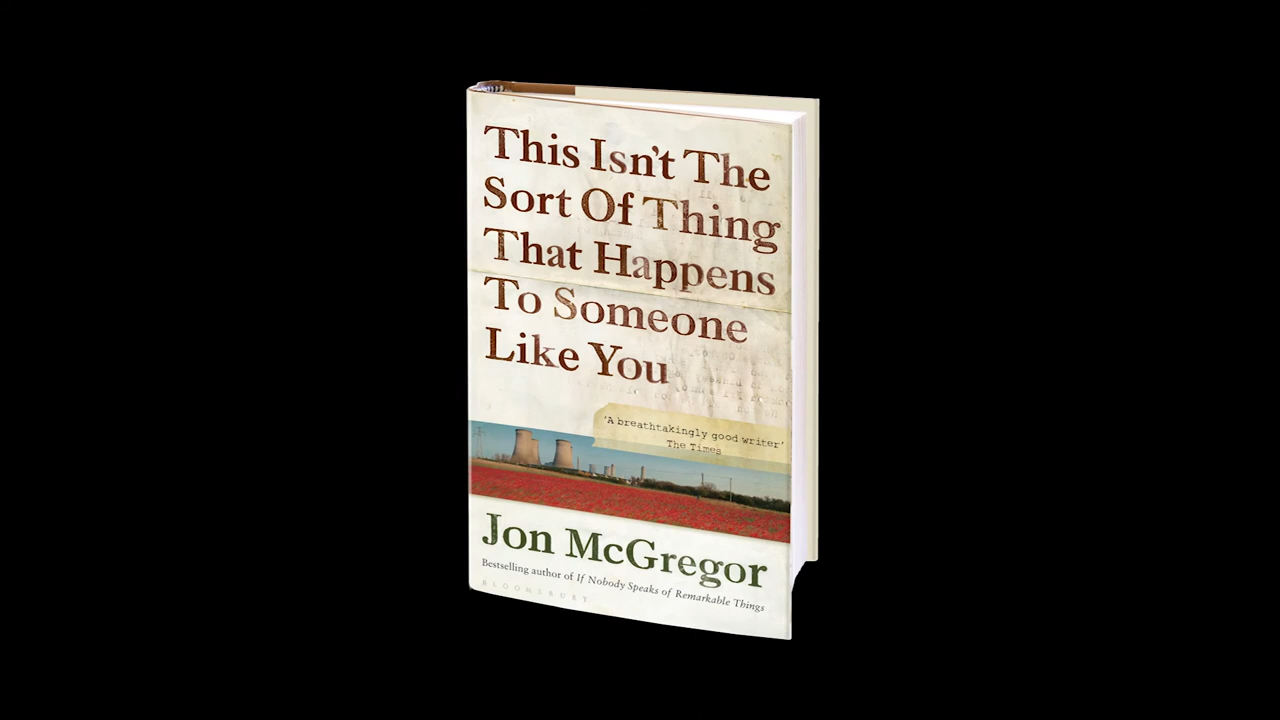 This Isn't The
Sort Of Thing
That Happens
To Someone
Like You
'A breathtakingly good writer'
The Times
Jon McGregor
Bestselling author of If Nobody Speaks of Remarkable Things
BLOOMSBURY